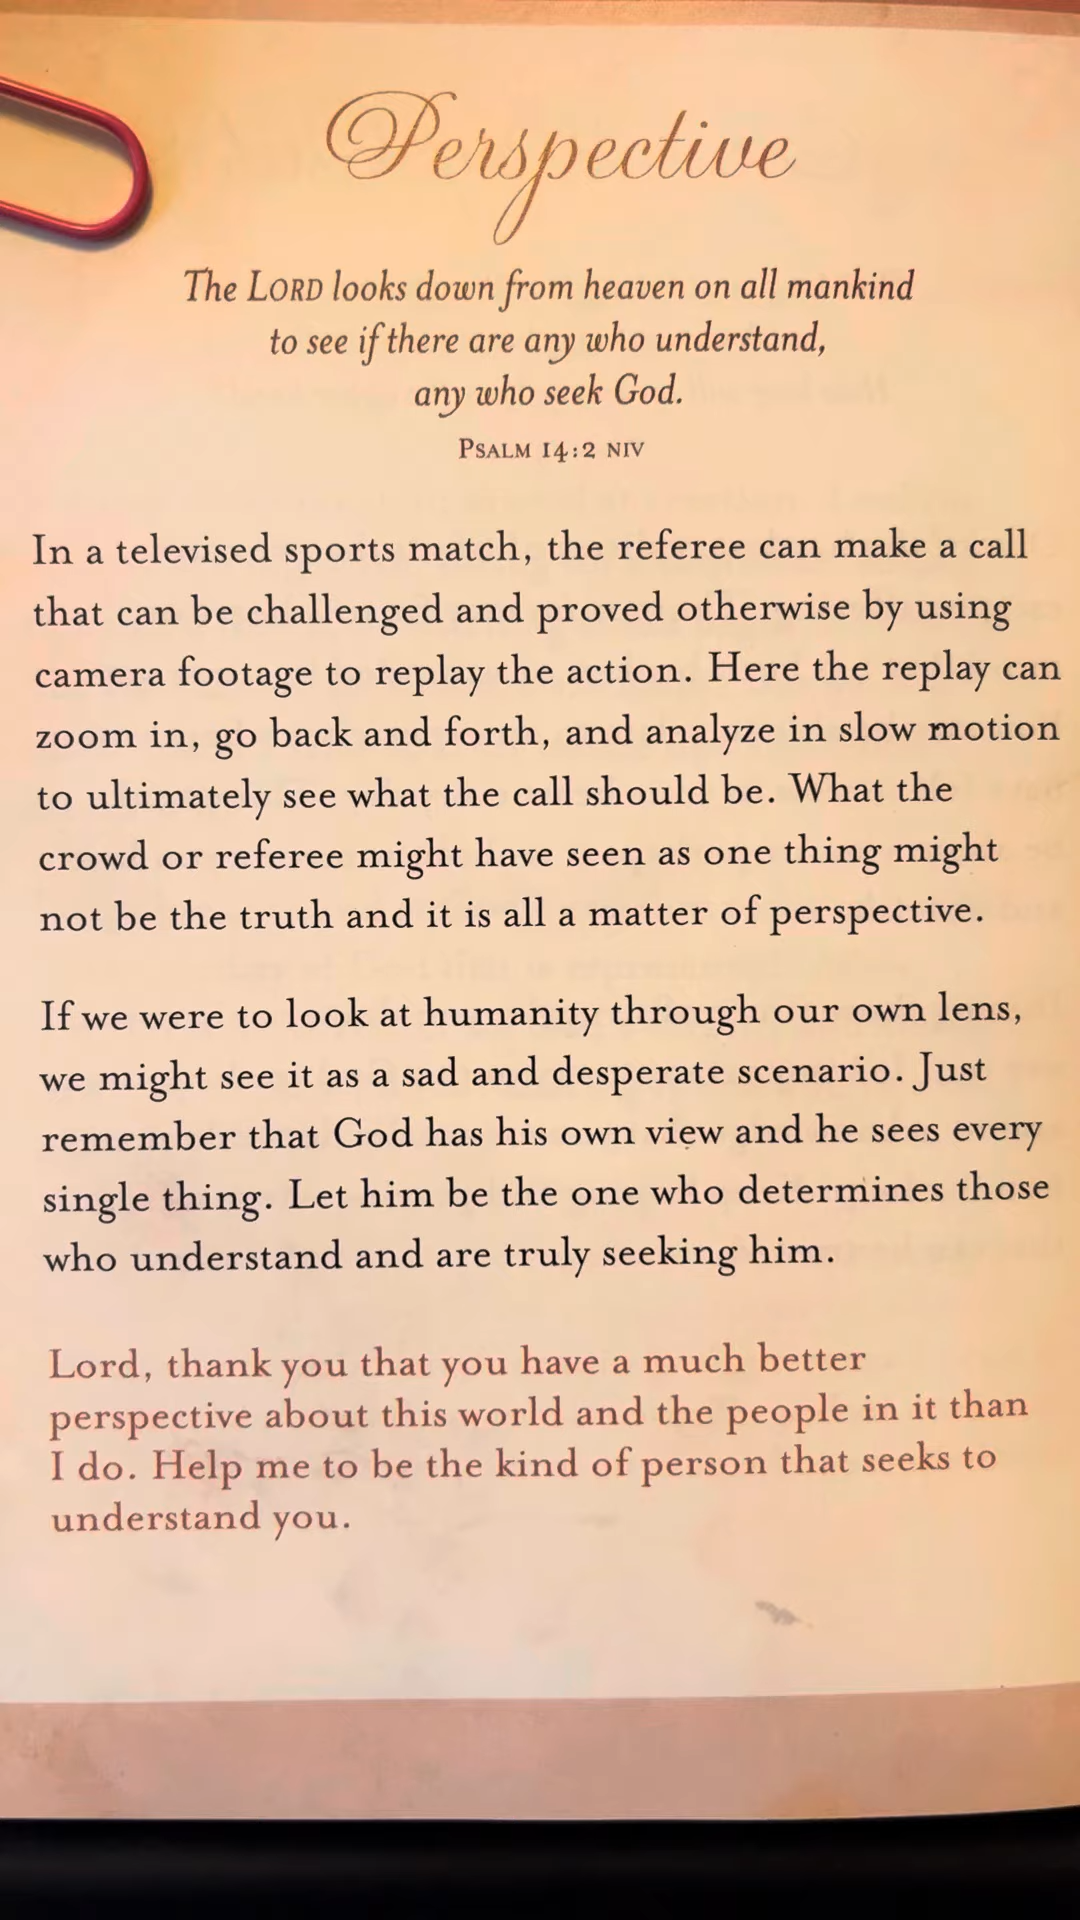 Perspective
The LORD looks down from heaven on all mankind
to see if there are any who understand,
any who seek God.
PSALM 14:2 NIV
In a televised sports match, the referee can make a call
that can be challenged and proved otherwise by using
camera footage to replay the action. Here the replay can
zoom in, go back and forth, and analyze in slow motion
to ultimately see what the call should be. What the
crowd or referee might have seen as one thing might
not be the truth and it is all a matter of perspective.
If we were to look at humanity through our own lens,
we might see it as a sad and desperate scenario. Just
remember that God has his own view and he sees every
single thing. Let him be the one who determines those
who understand and are truly seeking him.
Lord, thank you that you have a much better
perspective about this world and the people in it than
I do. Help me to be the kind of person that seeks to
understand you.